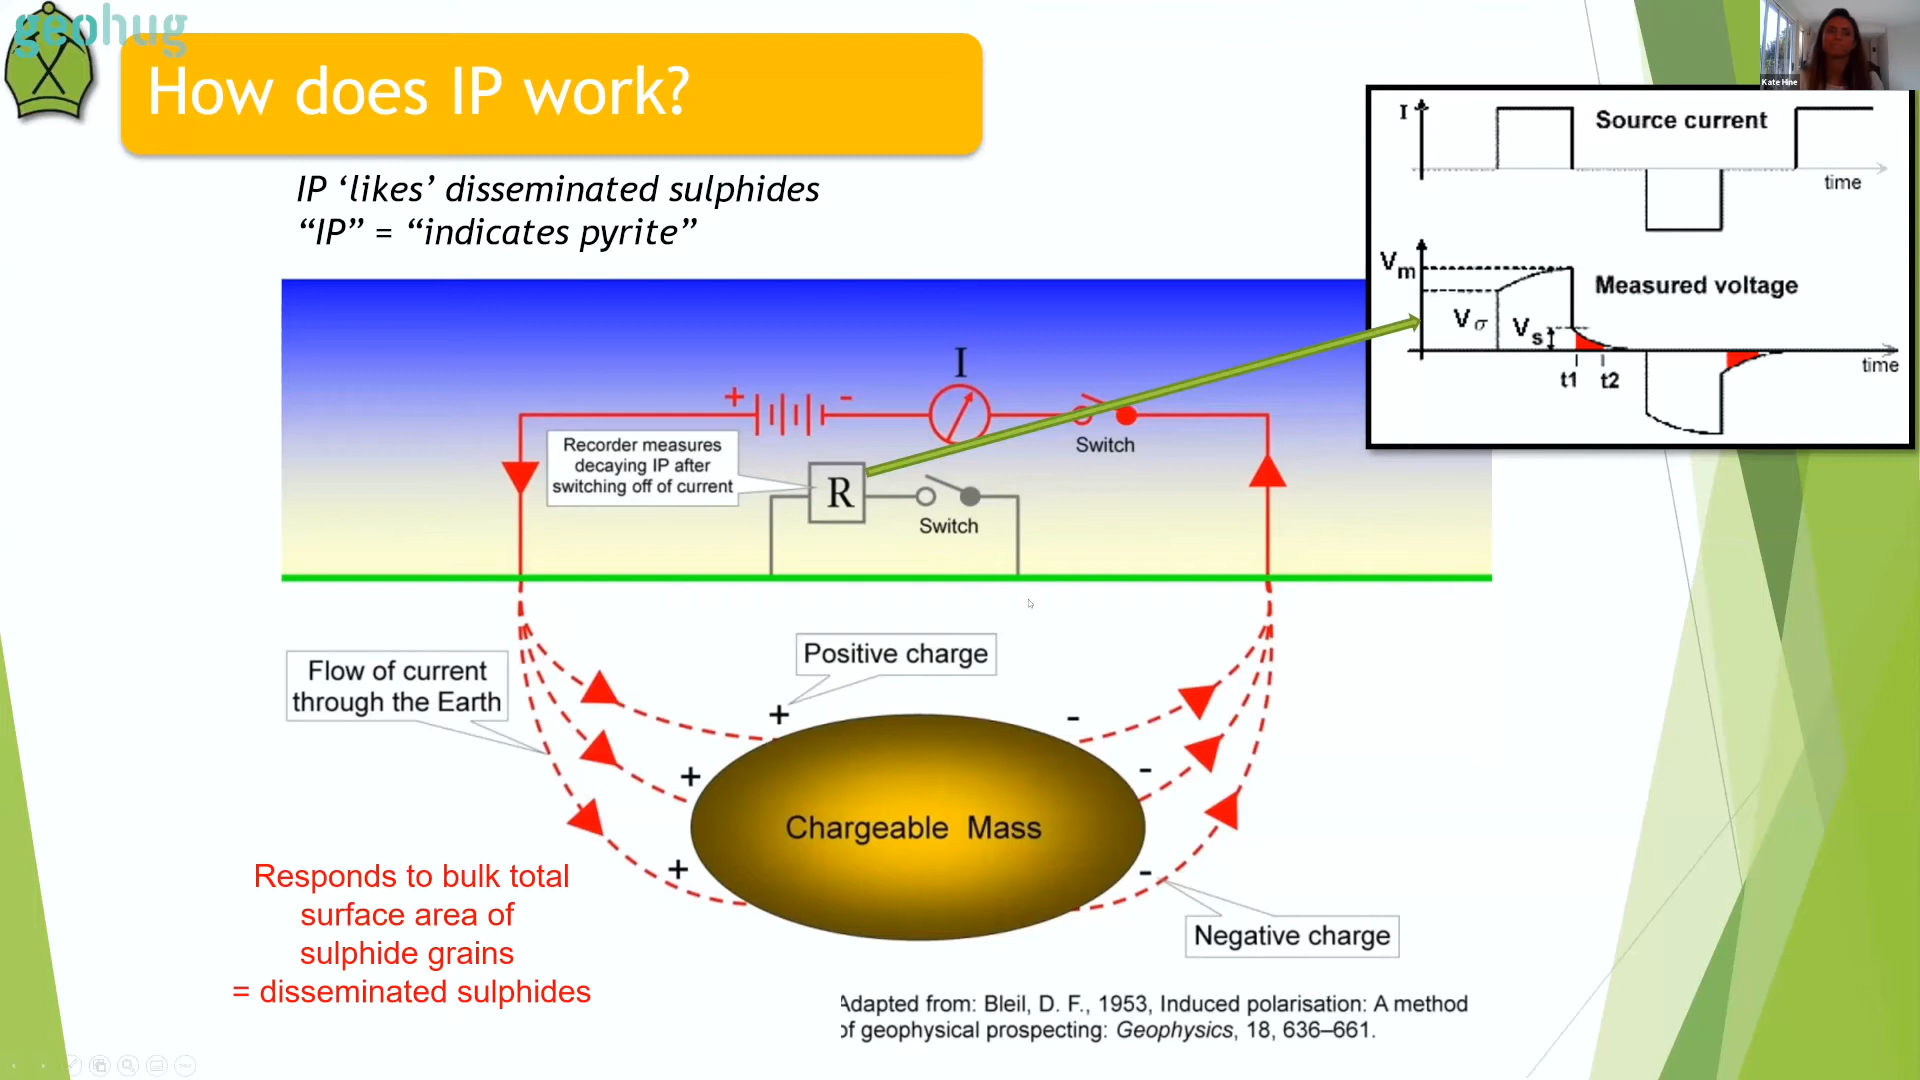 geohug
How does IP work?
Kate Hine
IP ‘likes’ disseminated sulphides
“IP” = “indicates pyrite”
I
Source current
time
Vm
Measured voltage
Vσ
Vs
time
t1
t2
I
+
-
Switch
Recorder measures
decaying IP after
switching off of current
R
Switch
Flow of current
through the Earth
Positive charge
+
-
+
-
Chargeable Mass
+
-
Negative charge
Responds to bulk total
surface area of
sulphide grains
= disseminated sulphides
Adapted from: Bleil, D. F., 1953, Induced polarisation: A method
of geophysical prospecting: Geophysics, 18, 636–661.